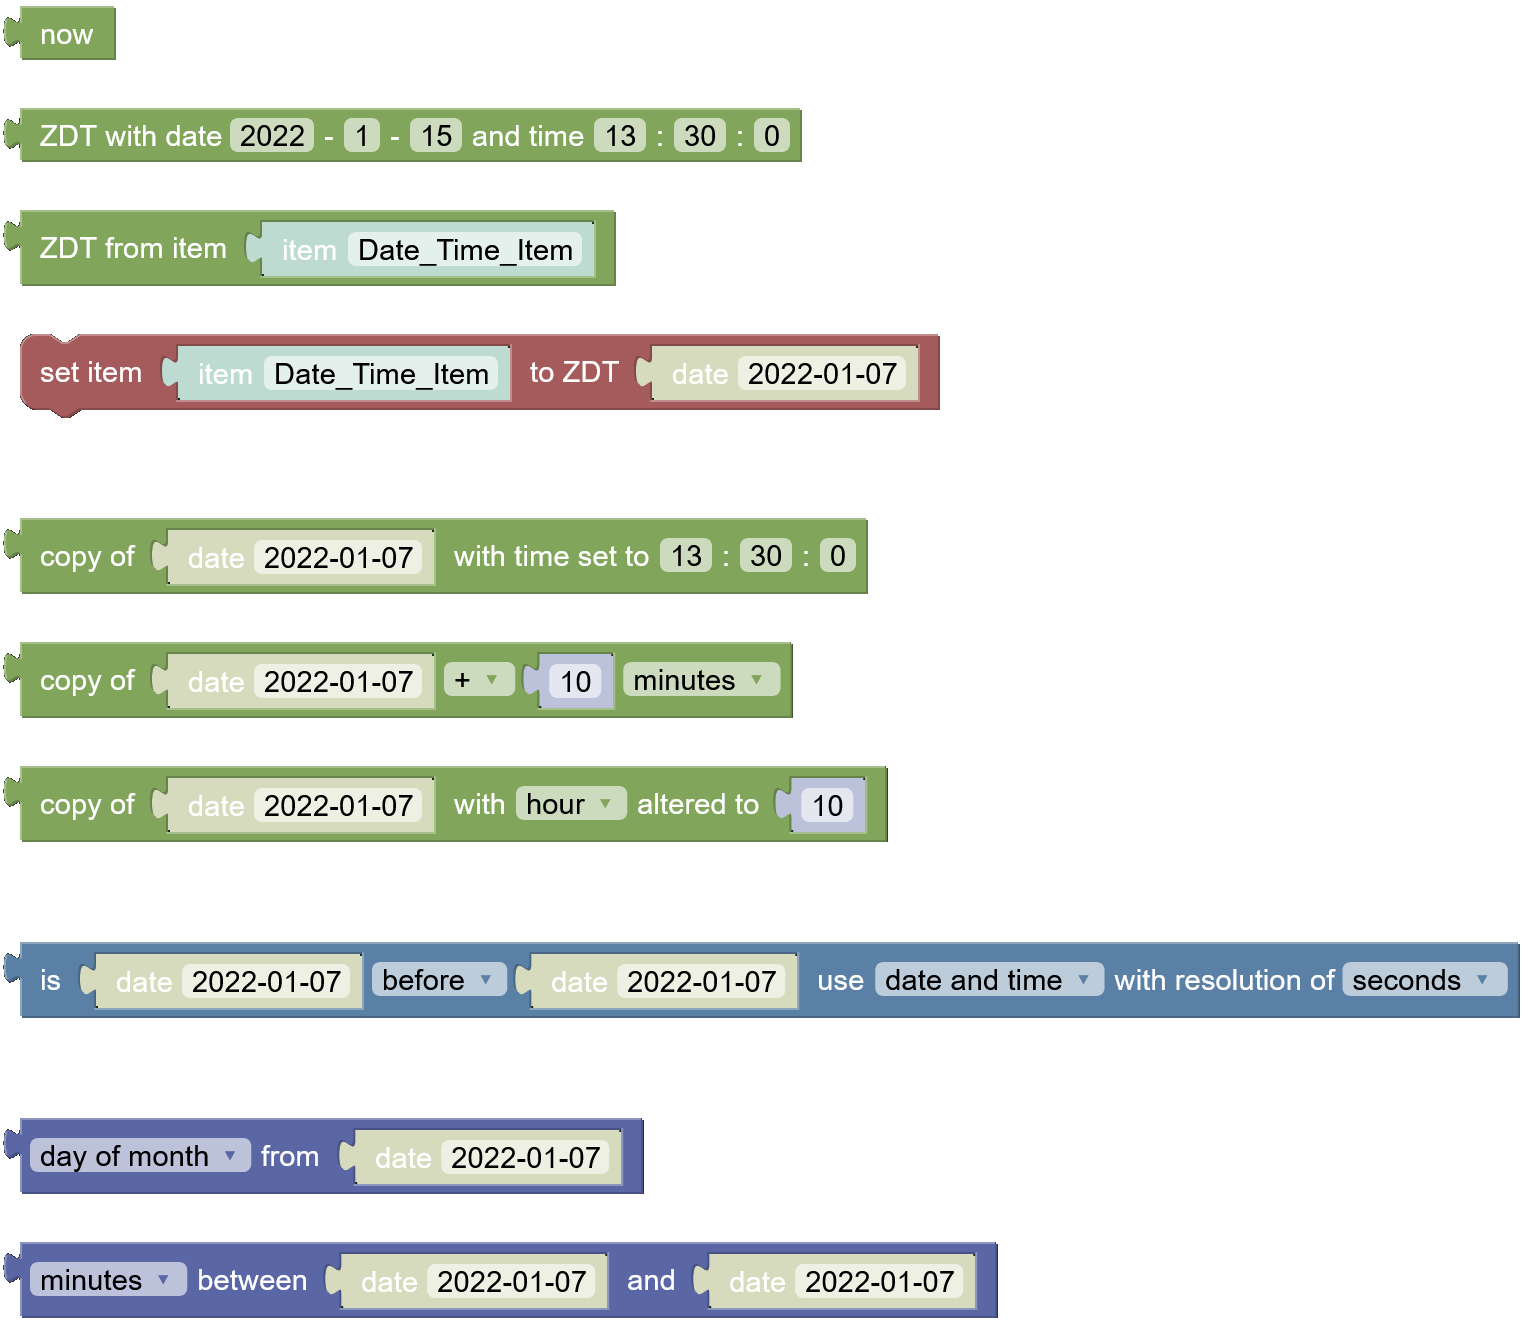 now
ZDT with date 2022 - 1 - 15 and time 13 : 30 : 0
ZDT from item item Date_Time_Item
set item item Date_Time_Item to ZDT date 2022-01-07
copy of date 2022-01-07 with time set to 13 : 30 : 0
copy of date 2022-01-07 + 10 minutes
copy of date 2022-01-07 with hour altered to 10
is date 2022-01-07 before date 2022-01-07 use date and time with resolution of seconds
day of month from date 2022-01-07
minutes between date 2022-01-07 and date 2022-01-07